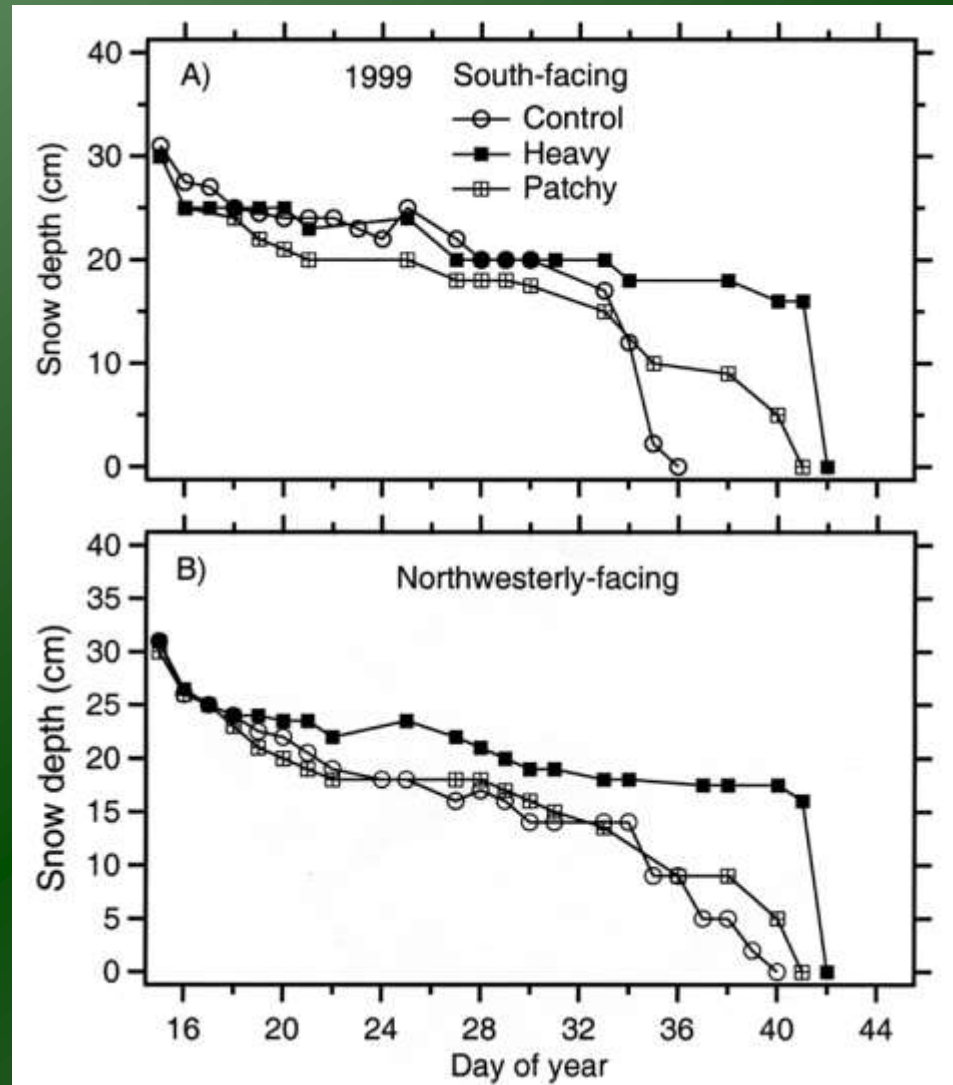 A) 1999 South-facing
Control
Heavy
Patchy
Snow depth (cm)
40
30
20
10
0
B) Northwesterly-facing
Snow depth (cm)
40
35
30
25
20
15
10
5
0
16 20 24 28 32 36 40 44
Day of year